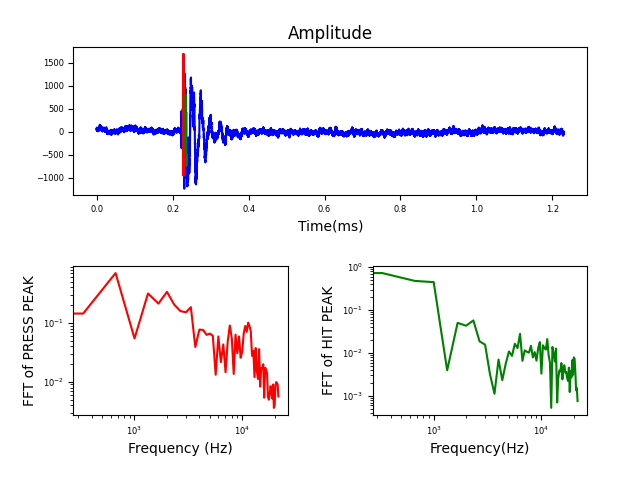 Amplitude
1500
1000
500
0
−500
−1000
0.0 0.2 0.4 0.6 0.8 1.0 1.2
Time(ms)
FFT of PRESS PEAK
10⁻¹
10⁻²
10³ 10⁴
Frequency (Hz)
FFT of HIT PEAK
10⁰
10⁻¹
10⁻²
10⁻³
10³ 10⁴
Frequency(Hz)